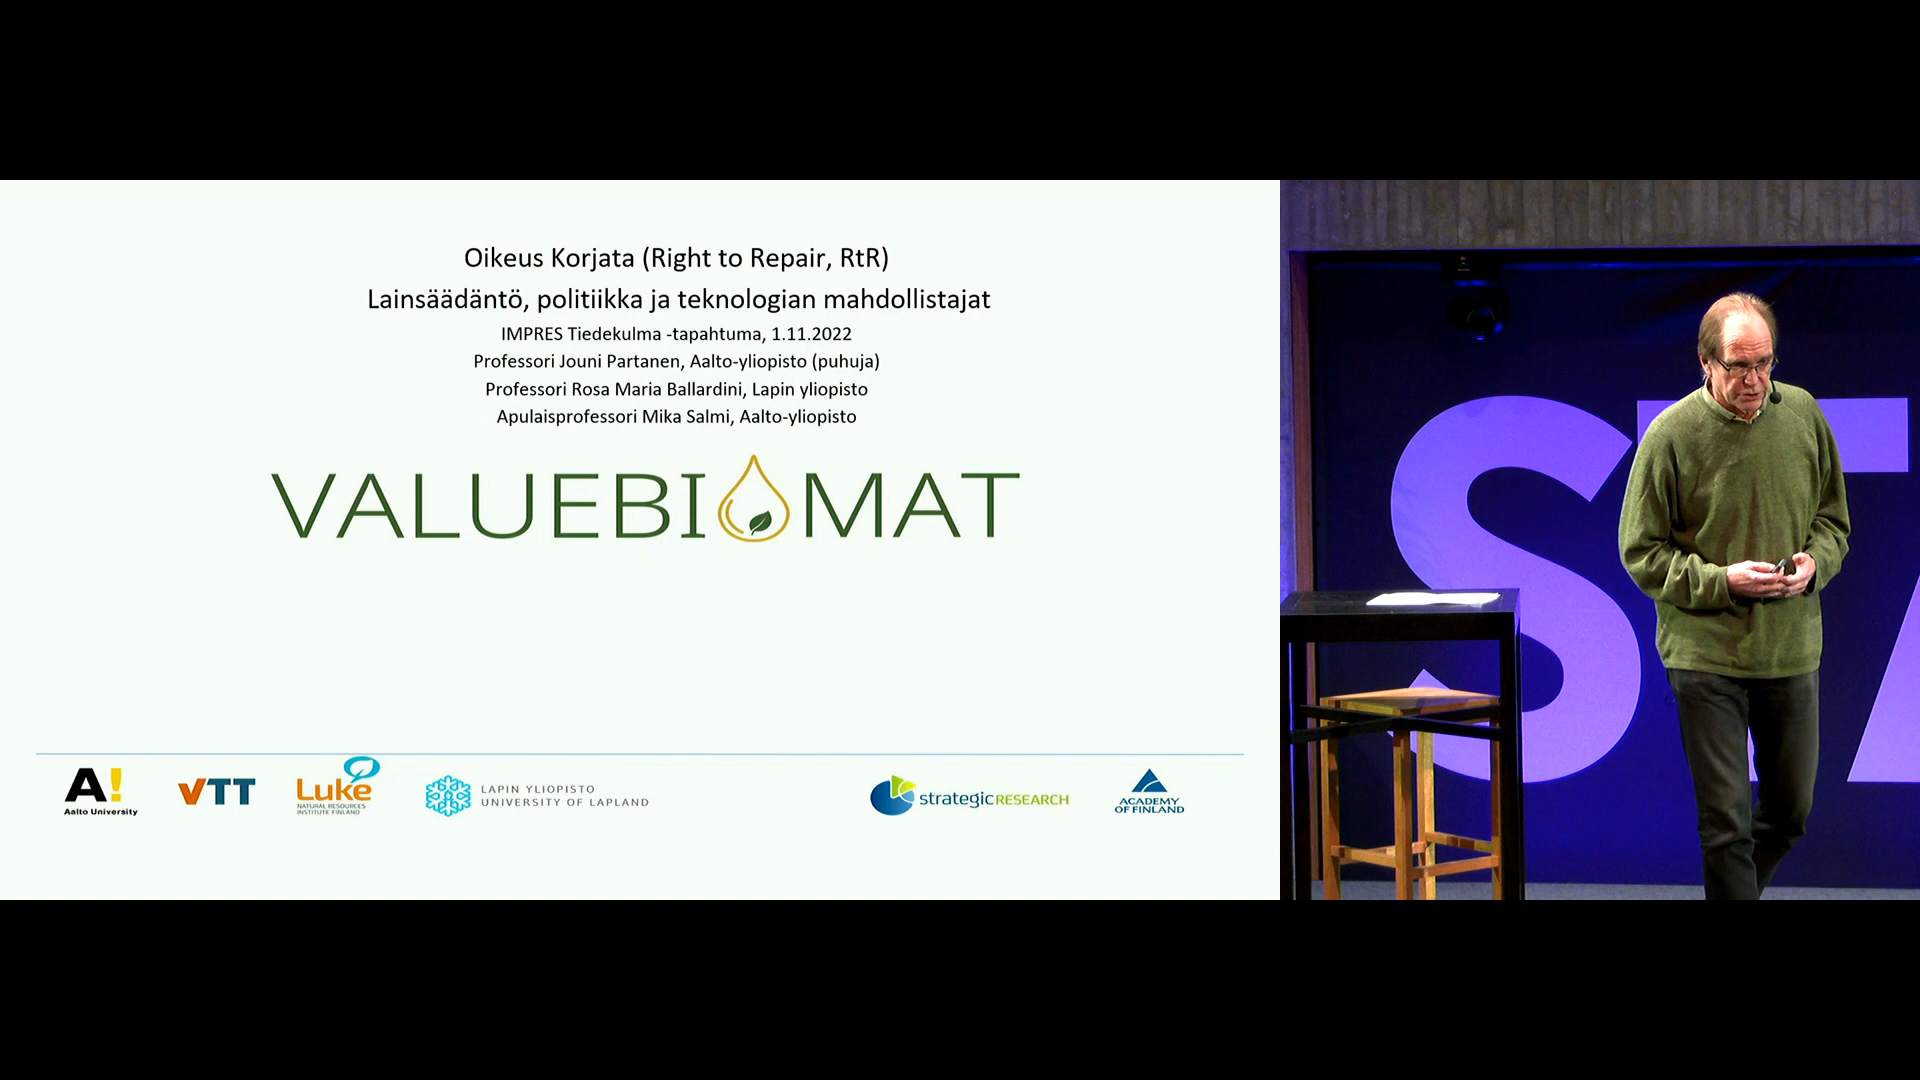 Oikeus Korjata (Right to Repair, RtR)
Lainsäädäntö, politiikka ja teknologian mahdollistajat
IMPRES Tiedekulma -tapahtuma, 1.11.2022
Professori Jouni Partanen, Aalto-yliopisto (puhuja)
Professori Rosa Maria Ballardini, Lapin yliopisto
Apulaisprofessori Mika Salmi, Aalto-yliopisto
VALUEBIOMAT
A!
Aalto University
VTT
Luke
NATURAL RESOURCES
INSTITUTE FINLAND
LAPIN YLIOPISTO
UNIVERSITY OF LAPLAND
strategicRESEARCH
ACADEMY
OF FINLAND
STA